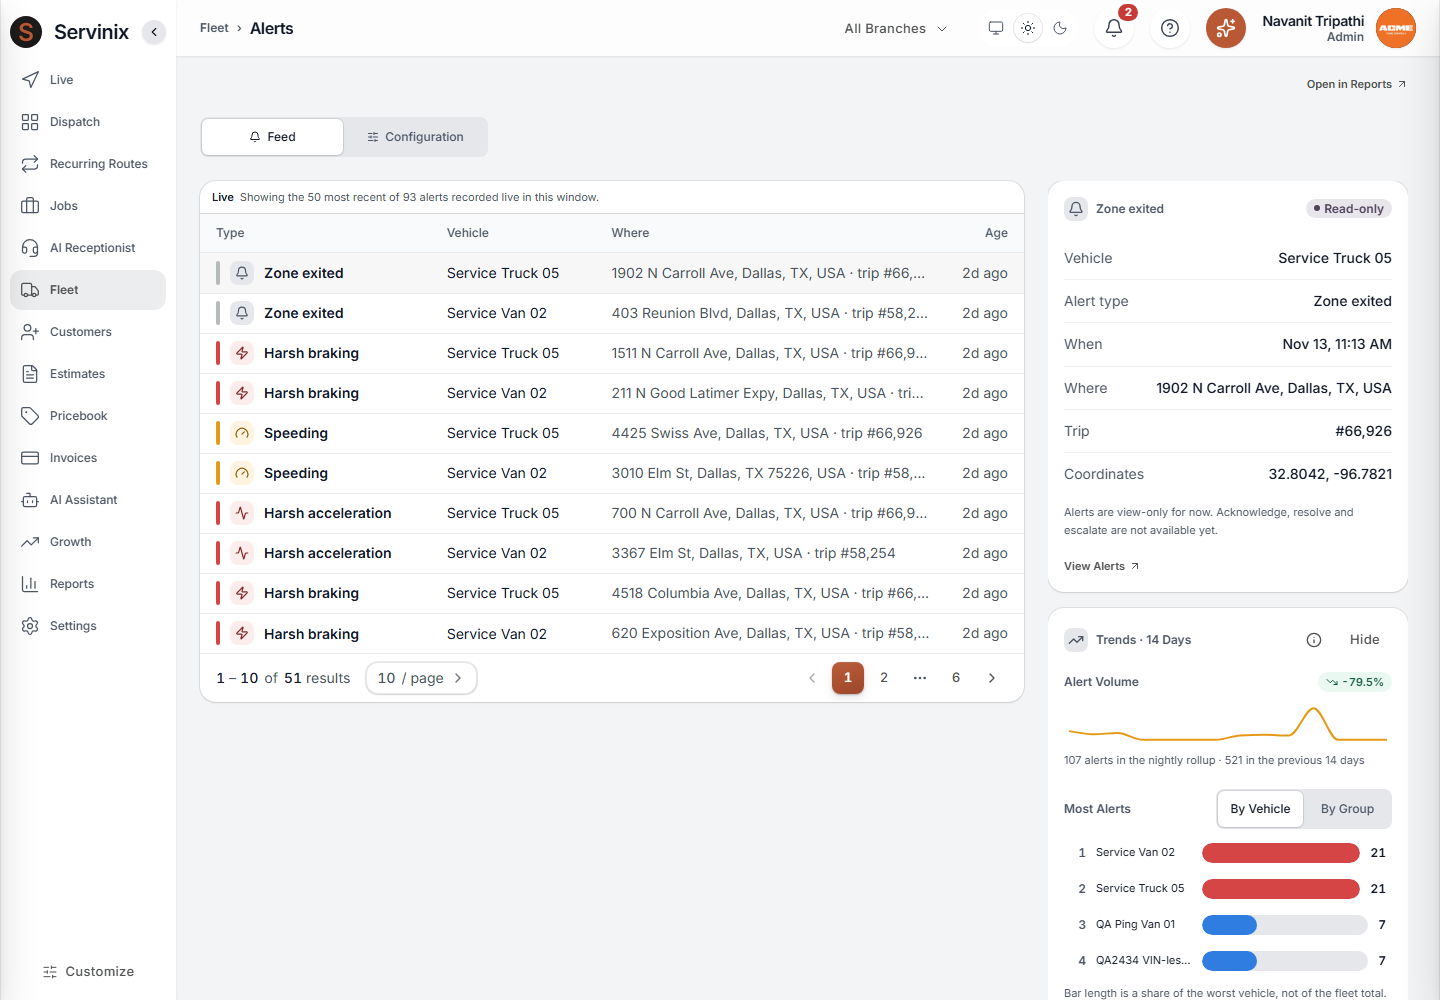 Servinix
Fleet › Alerts
All Branches
2
Navanit Tripathi
Admin
ACME
Live
Dispatch
Recurring Routes
Jobs
AI Receptionist
Fleet
Customers
Estimates
Pricebook
Invoices
AI Assistant
Growth
Reports
Settings
Customize
Open in Reports
Feed
Configuration
Live Showing the 50 most recent of 93 alerts recorded live in this window.
Type Vehicle Where Age
Zone exited Service Truck 05 1902 N Carroll Ave, Dallas, TX, USA · trip #66,... 2d ago
Zone exited Service Van 02 403 Reunion Blvd, Dallas, TX, USA · trip #58,2... 2d ago
Harsh braking Service Truck 05 1511 N Carroll Ave, Dallas, TX, USA · trip #66,9... 2d ago
Harsh braking Service Van 02 211 N Good Latimer Expy, Dallas, TX, USA · tri... 2d ago
Speeding Service Truck 05 4425 Swiss Ave, Dallas, TX, USA · trip #66,926 2d ago
Speeding Service Van 02 3010 Elm St, Dallas, TX 75226, USA · trip #58,... 2d ago
Harsh acceleration Service Truck 05 700 N Carroll Ave, Dallas, TX, USA · trip #66,9... 2d ago
Harsh acceleration Service Van 02 3367 Elm St, Dallas, TX, USA · trip #58,254 2d ago
Harsh braking Service Truck 05 4518 Columbia Ave, Dallas, TX, USA · trip #66,... 2d ago
Harsh braking Service Van 02 620 Exposition Ave, Dallas, TX, USA · trip #58,... 2d ago
1 – 10 of 51 results 10 / page 1 2 ··· 6
Zone exited Read-only
Vehicle Service Truck 05
Alert type Zone exited
When Nov 13, 11:13 AM
Where 1902 N Carroll Ave, Dallas, TX, USA
Trip #66,926
Coordinates 32.8042, -96.7821
Alerts are view-only for now. Acknowledge, resolve and
escalate are not available yet.
View Alerts
Trends · 14 Days Hide
Alert Volume -79.5%
107 alerts in the nightly rollup · 521 in the previous 14 days
Most Alerts By Vehicle By Group
1 Service Van 02 21
2 Service Truck 05 21
3 QA Ping Van 01 7
4 QA2434 VIN-les... 7
Bar length is a share of the worst vehicle, not of the fleet total.